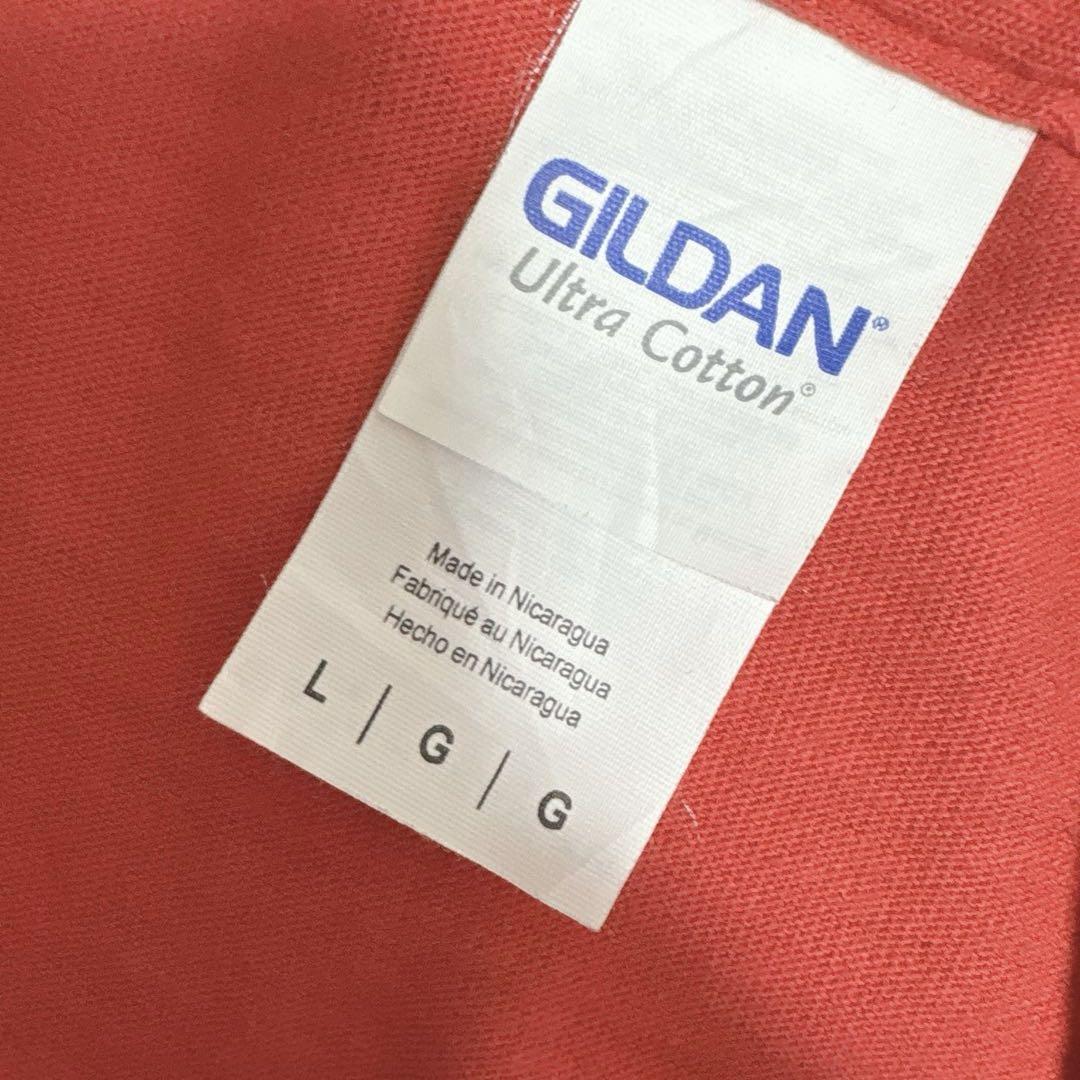 GILDAN®
Ultra Cotton®
Made in Nicaragua
Fabriqué au Nicaragua
Hecho en Nicaragua
L | G | G